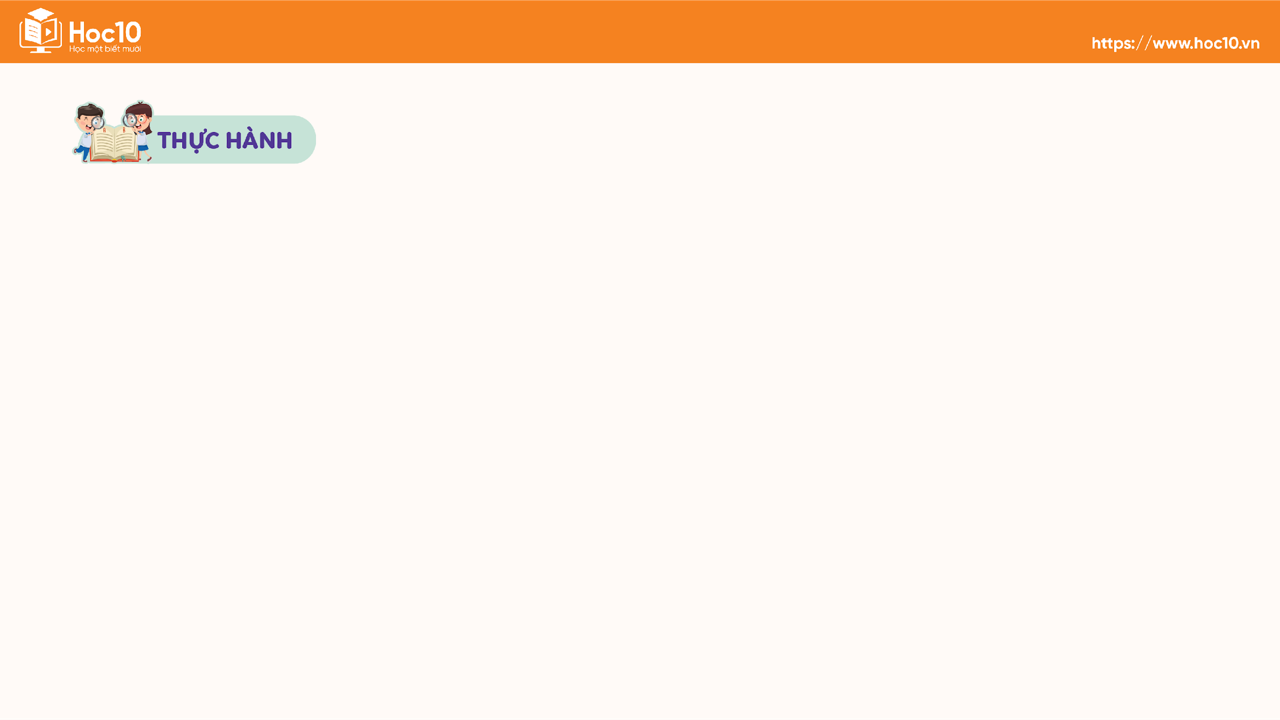 Hoc10
Học một biết mười
https://www.hoc10.vn
THỰC HÀNH